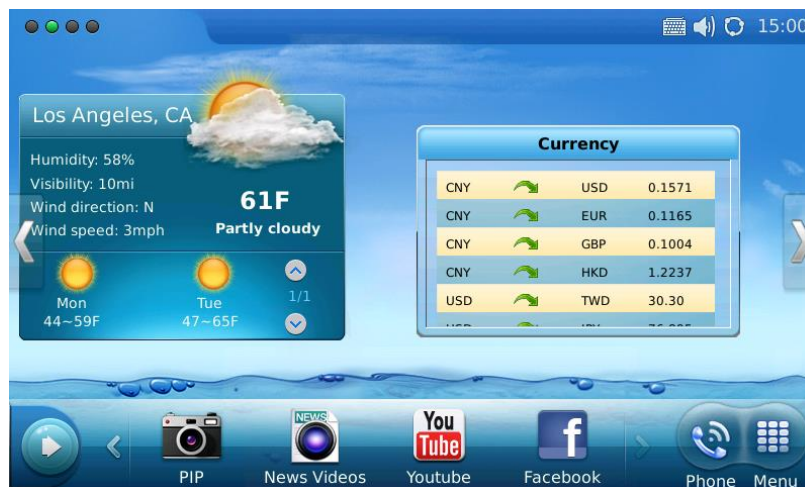 15:00
Los Angeles, CA
Humidity: 58%
Visibility: 10mi
Wind direction: N
Wind speed: 3mph
61F
Partly cloudy
Mon
44~59F
Tue
47~65F
1/1
Currency
CNY USD 0.1571
CNY EUR 0.1165
CNY GBP 0.1004
CNY HKD 1.2237
USD TWD 30.30
NEWS
You
Tube
f
PIP
News Videos
Youtube
Facebook
Phone
Menu